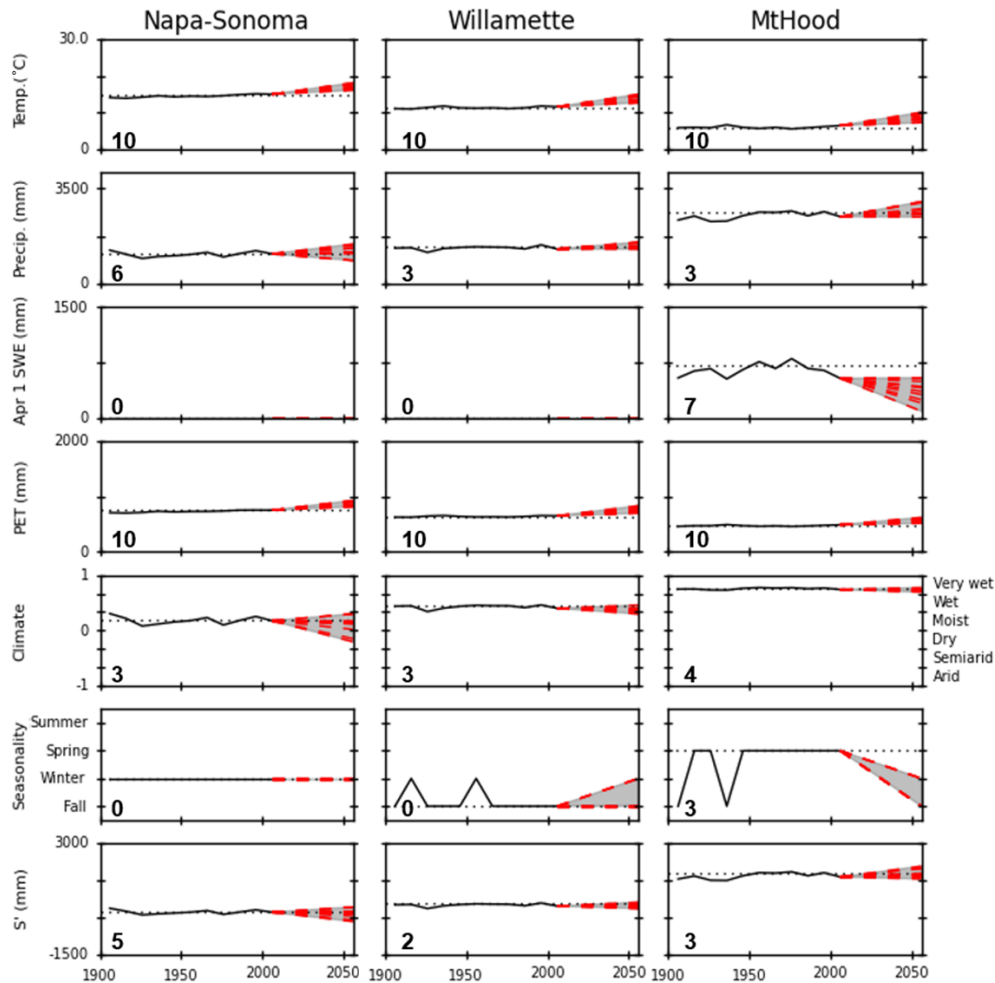 Napa-Sonoma Willamette MtHood
Temp.(°C)
30.0
0
10 10 10
Precip. (mm)
3500
0
6 3 3
Apr 1 SWE (mm)
1500
0
0 0 7
PET (mm)
2000
0
10 10 10
Climate
1
0
-1
3 3 4
Very wet
Wet
Moist
Dry
Semiarid
Arid
Seasonality
Summer
Spring
Winter
Fall
0 0 3
S' (mm)
3000
-1500
5 2 3
1900 1950 2000 2050 1900 1950 2000 2050 1900 1950 2000 2050